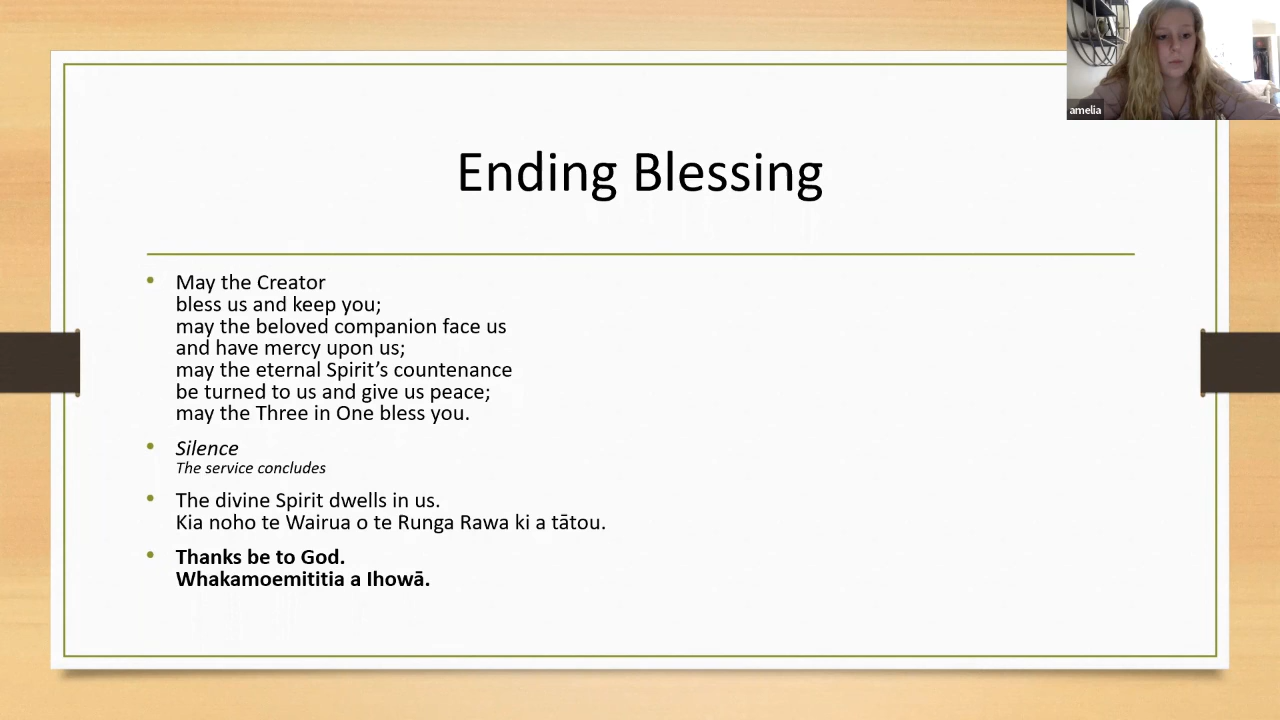 amelia
Ending Blessing
May the Creator
bless us and keep you;
may the beloved companion face us
and have mercy upon us;
may the eternal Spirit’s countenance
be turned to us and give us peace;
may the Three in One bless you.
Silence
The service concludes
The divine Spirit dwells in us.
Kia noho te Wairua o te Runga Rawa ki a tātou.
Thanks be to God.
Whakamoemititia a Ihowā.